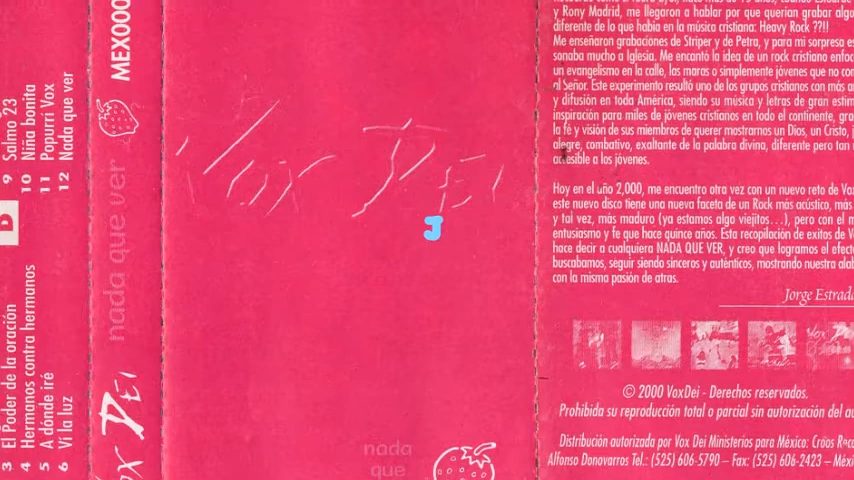 3 El Poder de la oración
4 Hermanos contra hermanos
5 A dónde iré
6 Ví la luz
B
9 Salmo 23
10 Niña bonita
11 Popurrí Vox
12 Nada que ver
VOX DEI
nada que ver
MEX000
VOX DEI
J
nada
que
y Rony Madrid, me llegaron a hablar por que querian grabar algo
diferente de lo que habia en la música cristiana: Heavy Rock ??!!
Me enseñaron grabaciones de Striper y de Petra, y para mi sorpresa es
sonaba mucho a Iglesia. Me encantó la idea de un rock cristiano enfoc
un evangelismo en la calle, las maras o simplemente jóvenes que no con
al Señor. Este experimento resultó uno de los grupos cristianos con más a
y difusión en toda América, siendo su música y letras de gran estim
inspiración para miles de jóvenes cristianos en todo el continente, gra
la fé y visión de sus miembros de querer mostrarnos un Dios, un Cristo, j
alegre, combativo, exaltante de la palabra divina, diferente pero tan
accesible a los jóvenes.
Hoy en el año 2,000, me encuentro otra vez con un nuevo reto de Vox
este nuevo disco tiene una nueva faceta de un Rock más acústico, más
y tal vez, más maduro (ya estamos algo viejitos...), pero con el m
entusiasmo y fe que hace quince años. Esta recopilación de exitos de V
hace decir a cualquiera NADA QUE VER, y creo que logramos el efect
buscabamos, seguir siendo sinceros y auténticos, mostrando nuestra alab
con la misma pasión de atras.
Jorge Estrad
© 2000 VoxDei - Derechos reservados.
Prohibida su reproducción total o parcial sin autorización del au
Distribución autorizada por Vox Dei Ministerios para México: Croos Roc
Alfonso Donovarros Tel.: (525) 606-5790 – Fax: (525) 606-2423 – Méxi